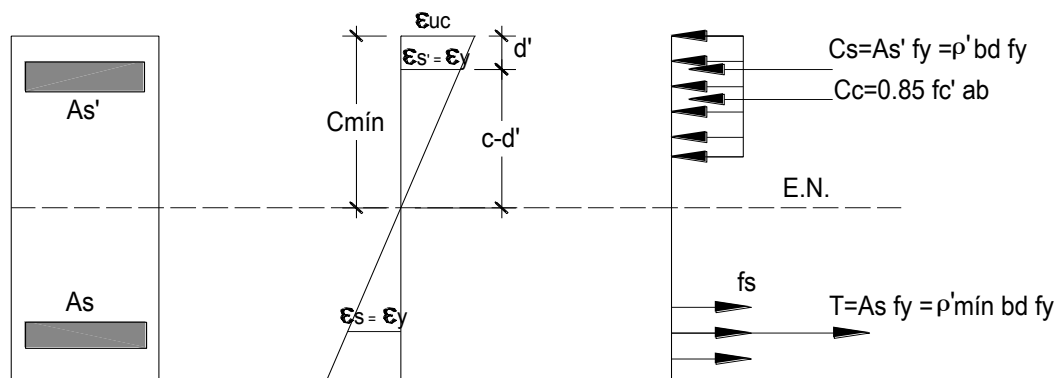 εuc
εs' = εy
d'
As'
Cmín
c-d'
Cs=As' fy =ρ' bd fy
Cc=0.85 fc' ab
E.N.
As
εs = εy
fs
T=As fy =ρ'mín bd fy